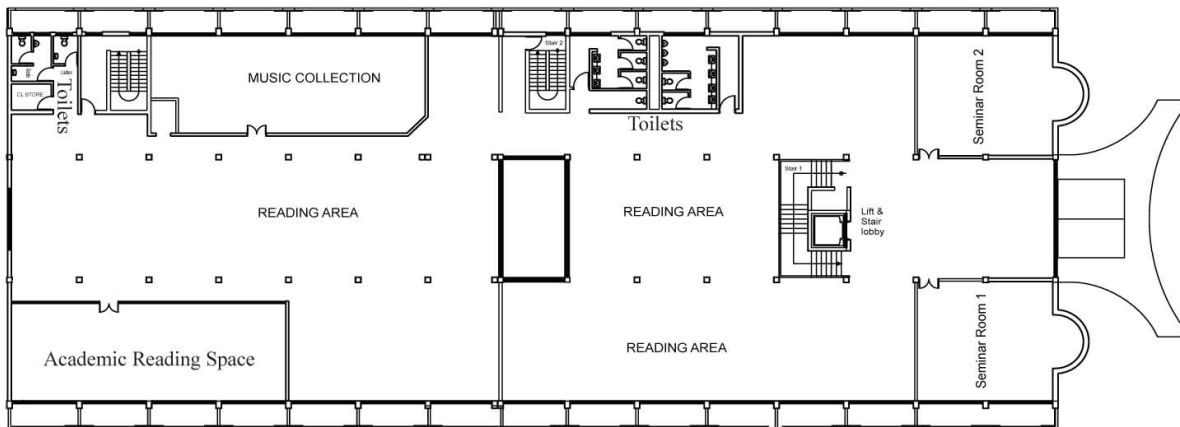 Stair 2
MUSIC COLLECTION
CL STORE
Toilets
Toilets
Seminar Room 2
Stair 1
READING AREA
READING AREA
Lift &
Stair
lobby
READING AREA
Academic Reading Space
Seminar Room 1